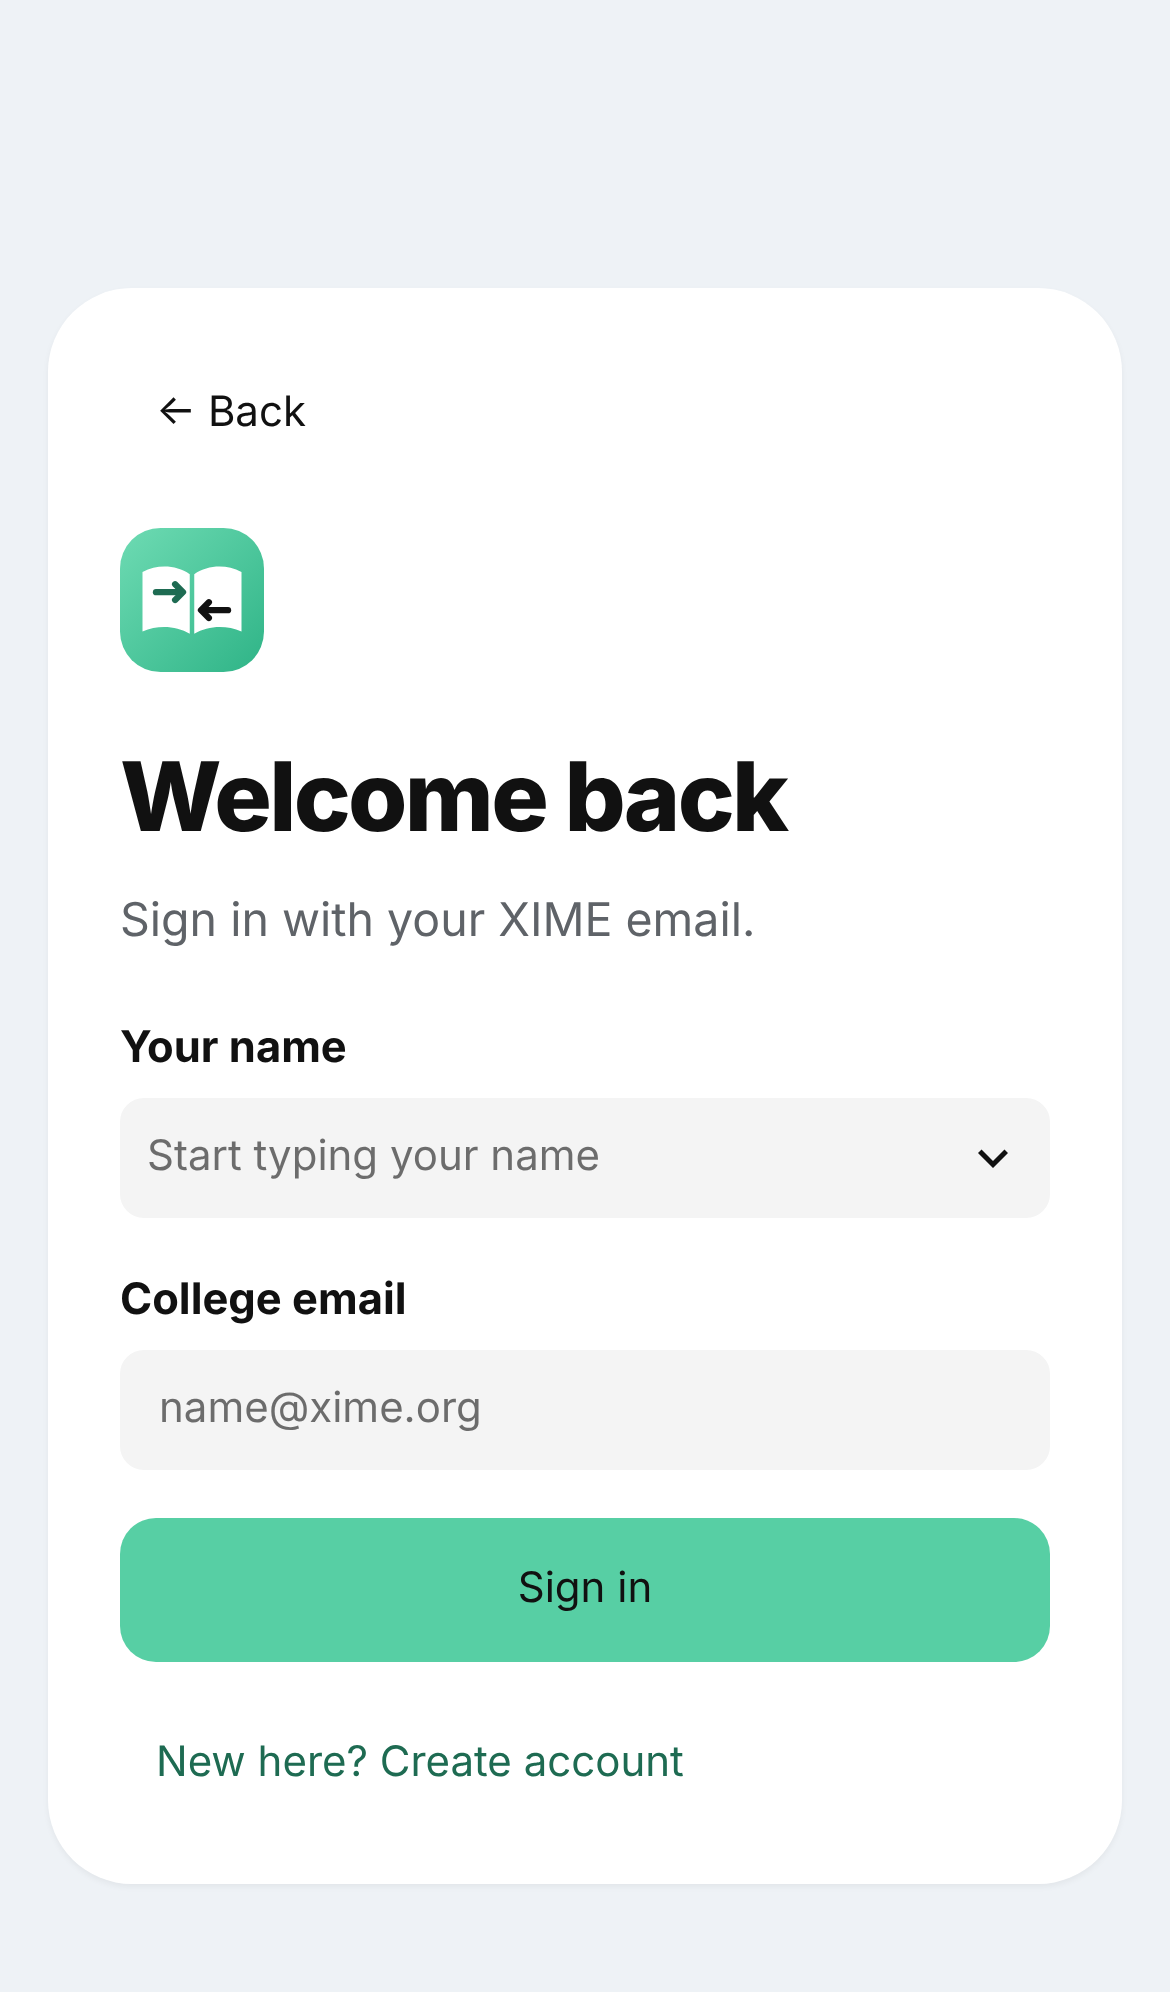 ← Back
Welcome back
Sign in with your XIME email.
Your name
Start typing your name
College email
name@xime.org
Sign in
New here? Create account